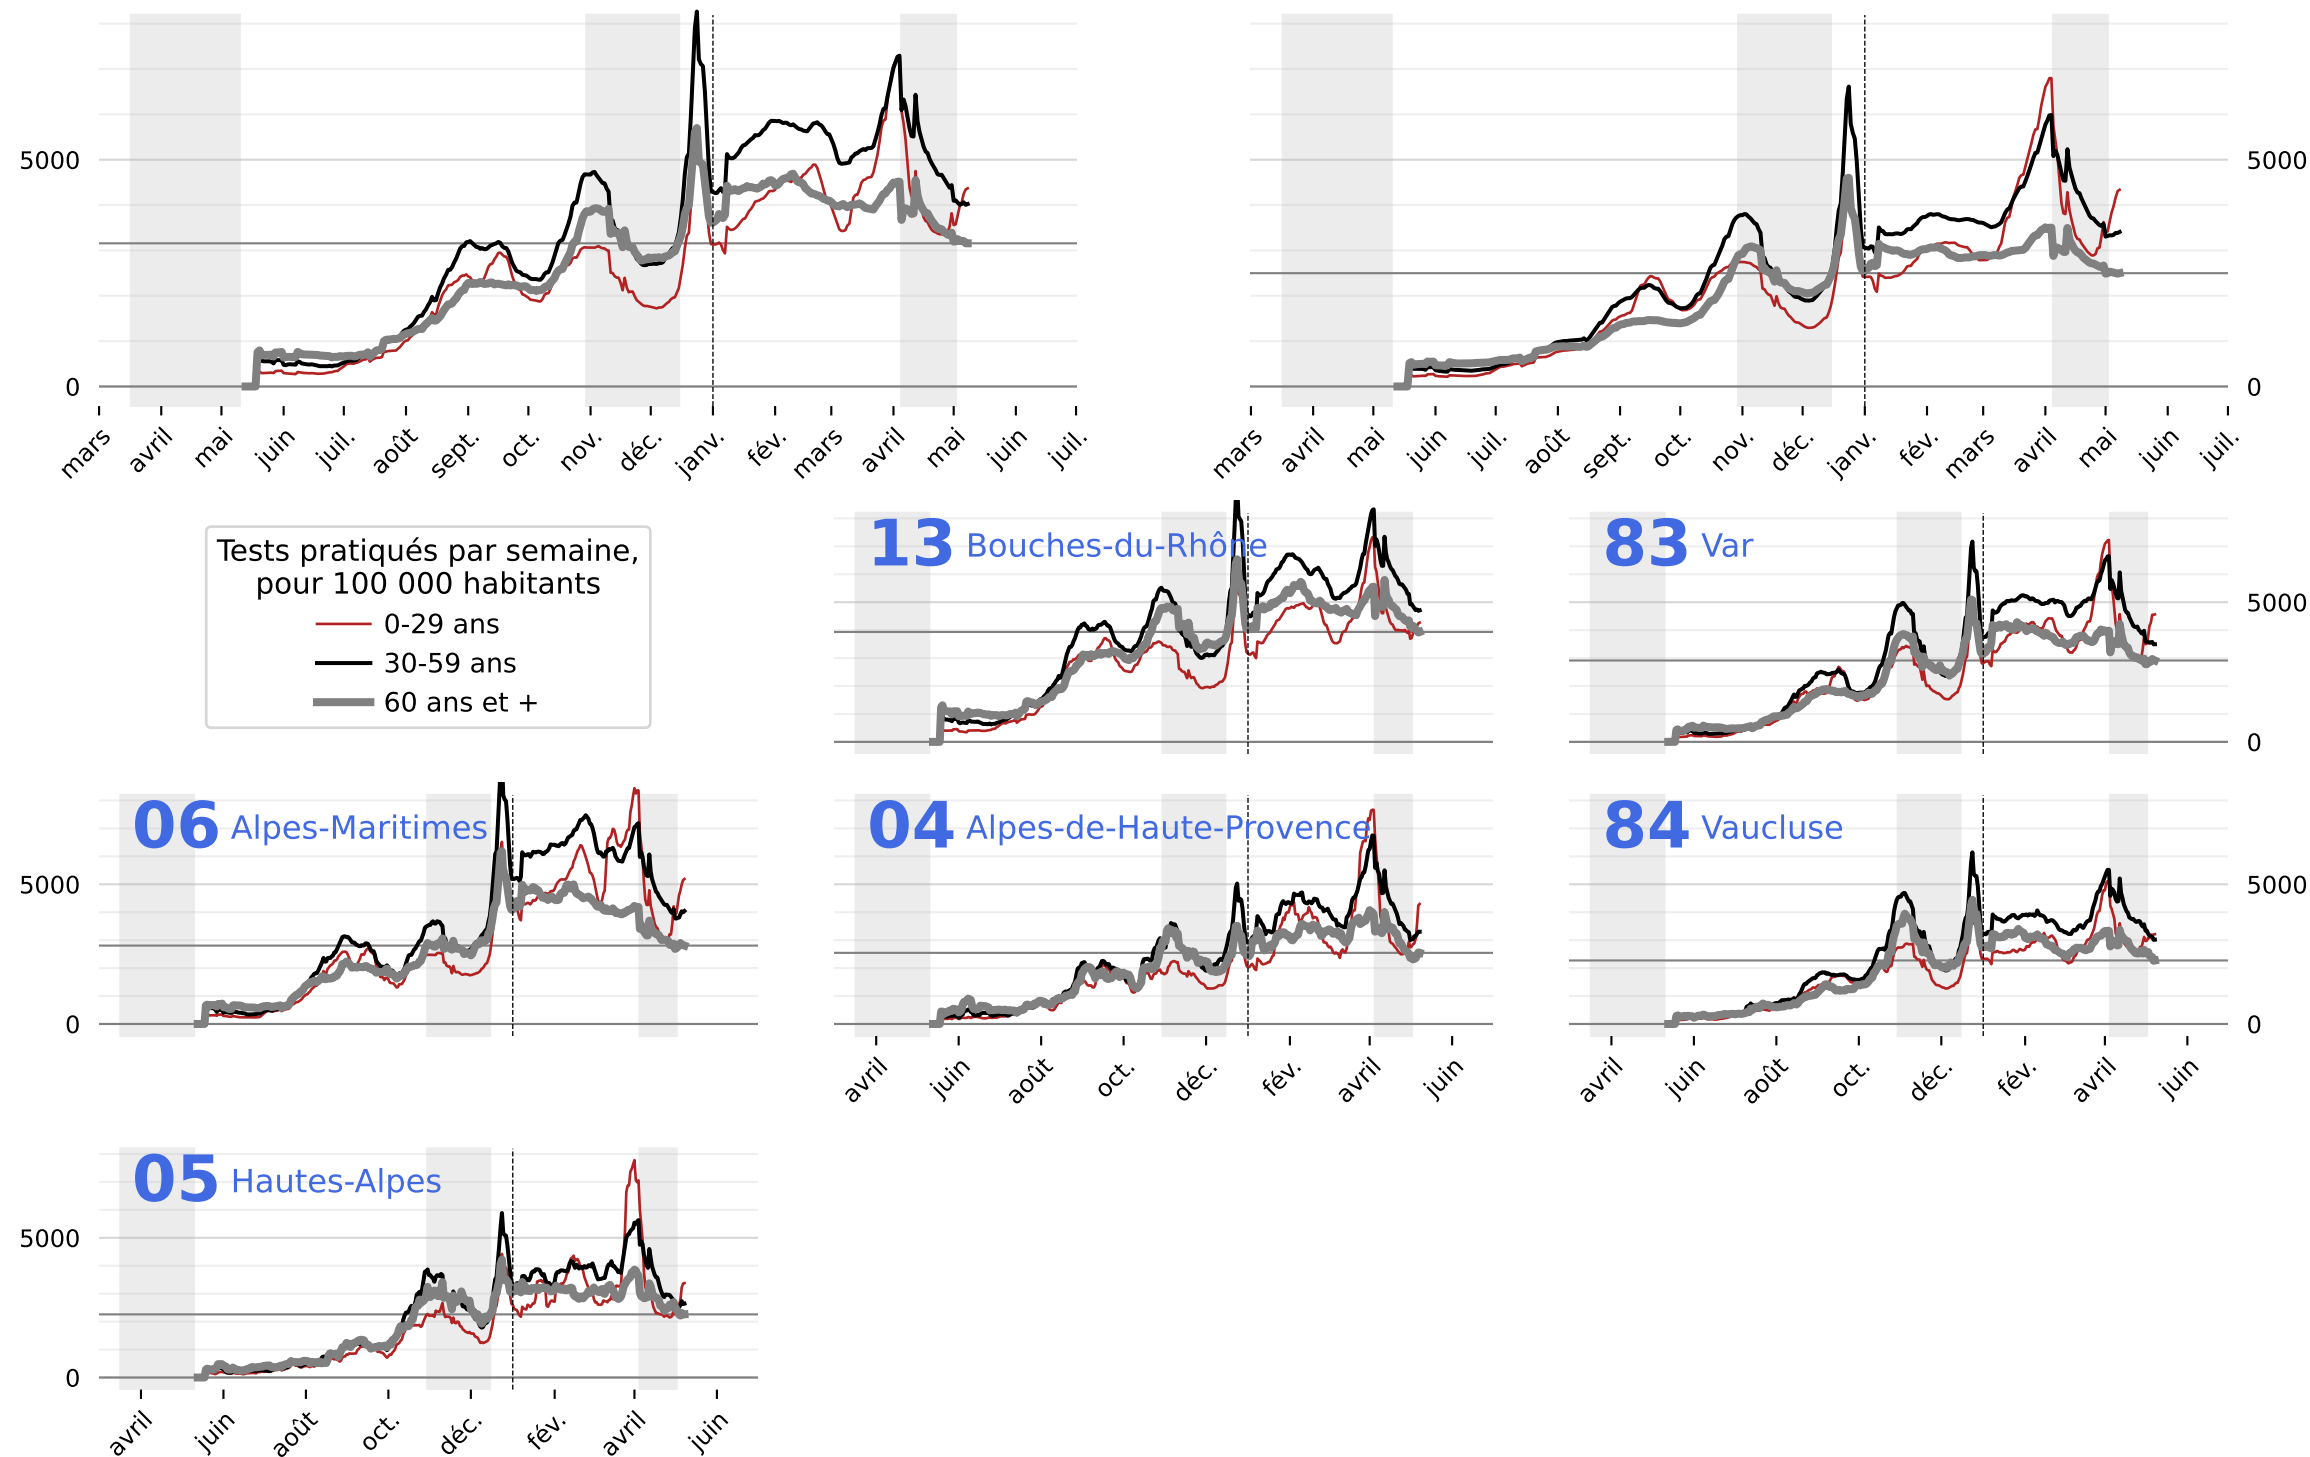 5000
0
mars avril mai juin juil. août sept. oct. nov. déc. janv. fév. mars avril mai juin juil.
5000
0
mars avril mai juin juil. août sept. oct. nov. déc. janv. fév. mars avril mai juin juil.
Tests pratiqués par semaine,
pour 100 000 habitants
0-29 ans
30-59 ans
60 ans et +
13 Bouches-du-Rhône
83 Var
5000
0
06 Alpes-Maritimes
5000
0
04 Alpes-de-Haute-Provence
avril juin août oct. déc. fév. avril juin
84 Vaucluse
5000
0
avril juin août oct. déc. fév. avril juin
05 Hautes-Alpes
5000
0
avril juin août oct. déc. fév. avril juin